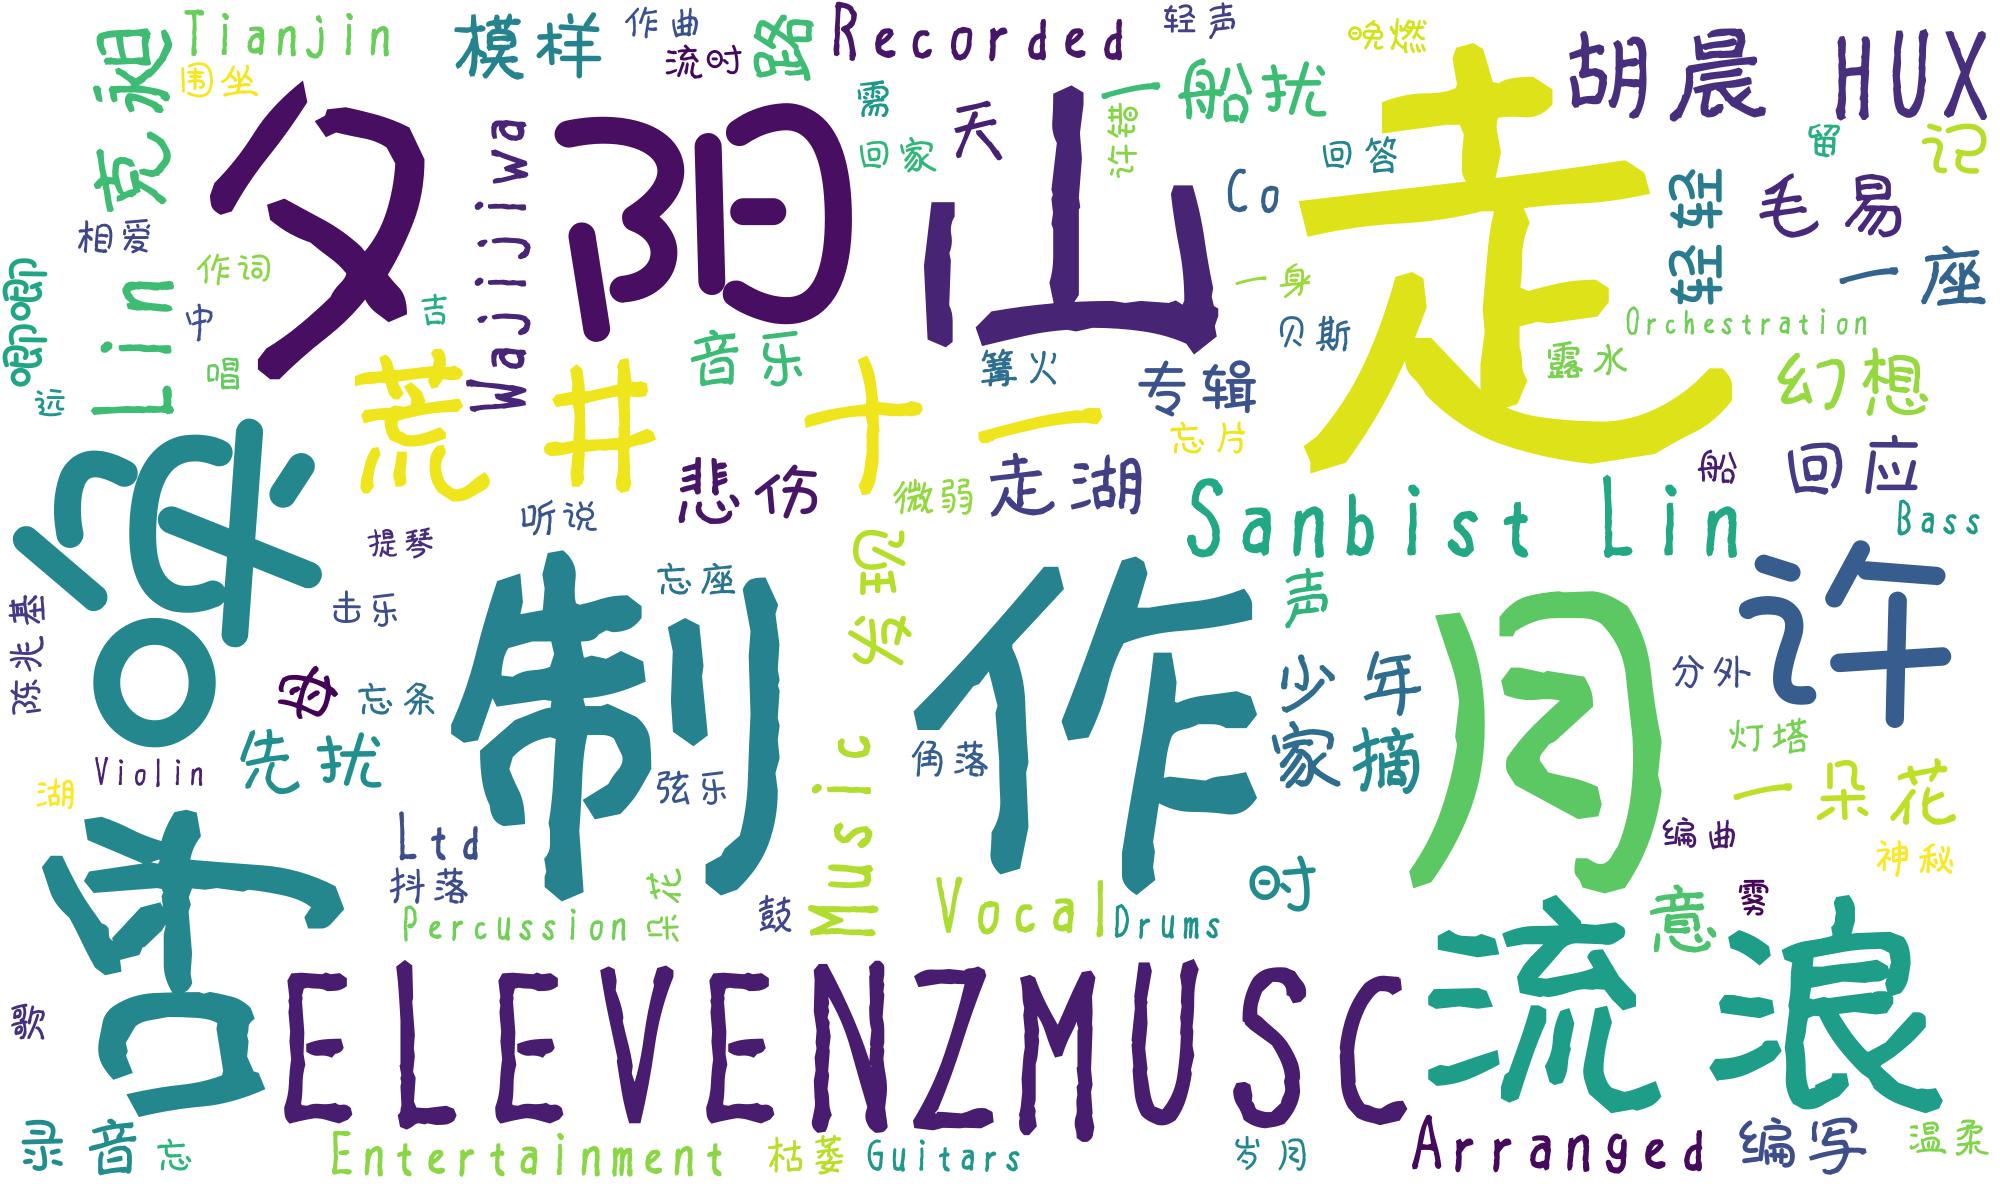 Tianjin
模样
作曲
流时
路
Recorded
轻声
晚燃
胡晨 HUX
围坐
克昶
Lin
夕阳山
走
需
回家
天
一船扰
许错
回答
留
记
Wajijiwa
相爱
作词
中
吉
唱
唧唧
远
Co
轻轻
毛易
一座
一身
贝斯
Orchestration
露水
音乐
篝火
专辑
忘片
幻想
荒井十一
悲伤
微弱
走湖
船
回应
Sanbist Lin
Bass
听说
提琴
发现
忘座
击乐
陈兆基
制作
声
少年
月
许
分外
忘条
先扰
Violin
湖
弦乐
角落
家摘
灯塔
一朵花
编曲
神秘
Ltd
抖落
Percussion
朵花
鼓
Music
Vocal
Drums
时
意
雾
流浪
歌
ELEVENZMUSC
录音
忘
Entertainment
枯萎
Guitars
岁月
Arranged
编写
温柔